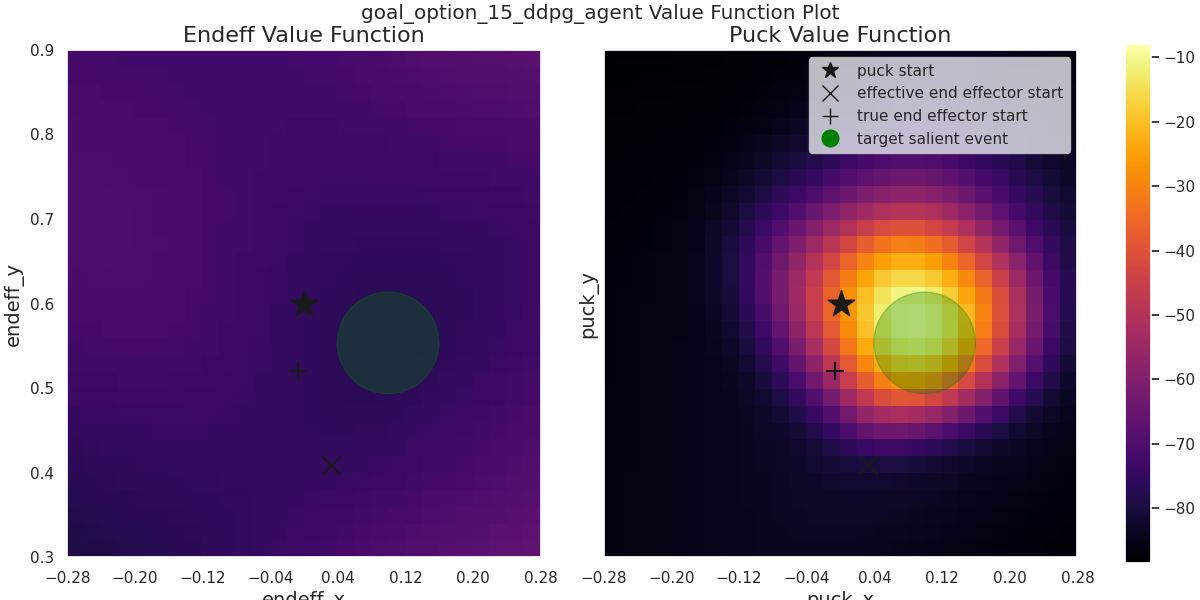 goal_option_15_ddpg_agent Value Function Plot
Endeff Value Function
Puck Value Function
0.9
0.8
0.7
0.6
0.5
0.4
0.3
endeff_y
−0.28 −0.20 −0.12 −0.04 0.04 0.12 0.20 0.28
endeff_x
puck_y
puck start
effective end effector start
true end effector start
target salient event
−0.28 −0.20 −0.12 −0.04 0.04 0.12 0.20 0.28
puck_x
−10
−20
−30
−40
−50
−60
−70
−80